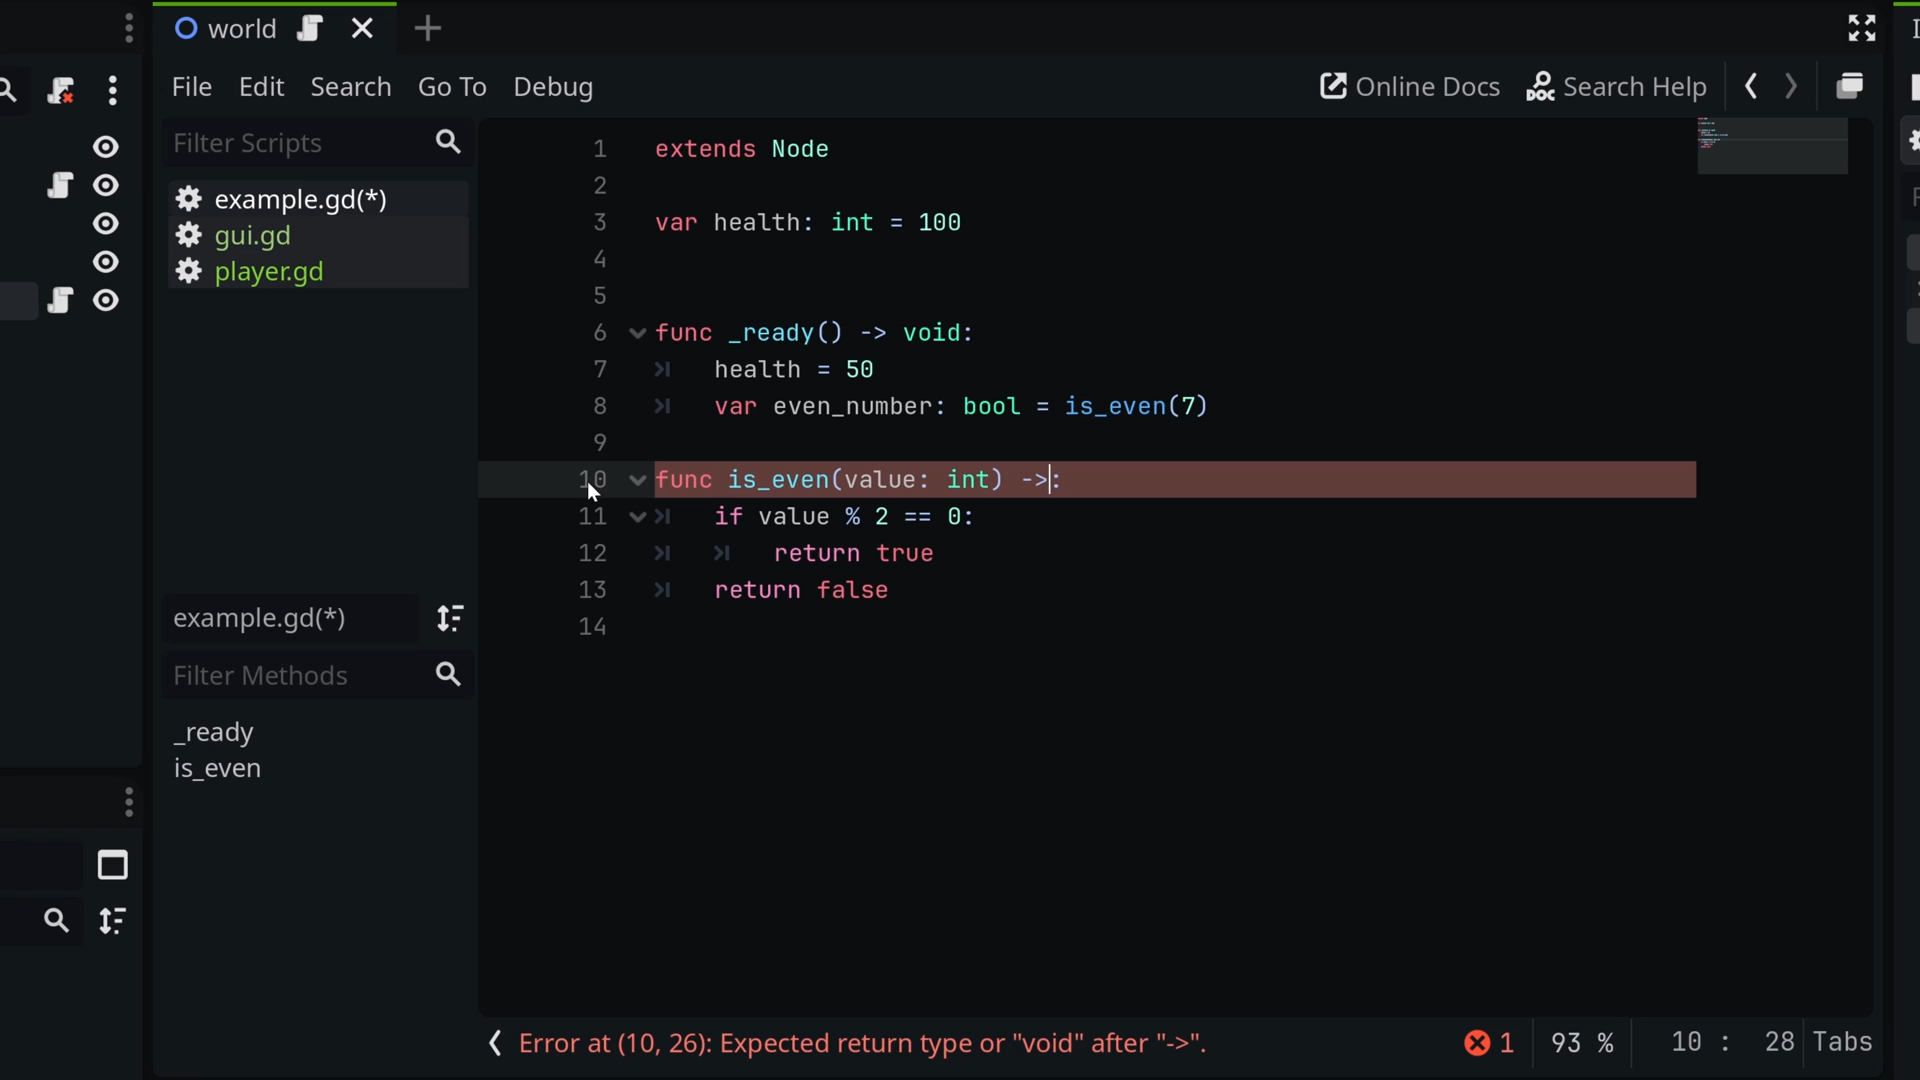 world
File Edit Search Go To Debug
Online Docs
DOC Search Help
Filter Scripts
example.gd(*)
gui.gd
player.gd
example.gd(*)
Filter Methods
_ready
is_even
1 extends Node
2
3 var health: int = 100
4
5
6 func _ready() -> void:
7 health = 50
8 var even_number: bool = is_even(7)
9
10 func is_even(value: int) ->:
11 if value % 2 == 0:
12 return true
13 return false
14
Error at (10, 26): Expected return type or "void" after "->".
1 93 % 10 : 28 Tabs